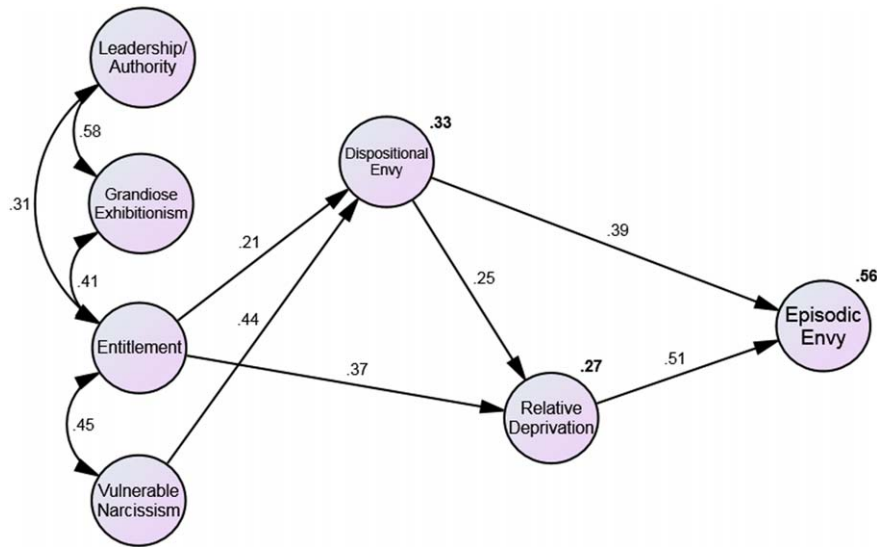 Leadership/
Authority
.58
.33
Dispositional
Envy
Grandiose
Exhibitionism
.31
.21
.39
.41
.25
.56
Episodic
Envy
.44
Entitlement
.37
.51
.27
Relative
Deprivation
.45
Vulnerable
Narcissism